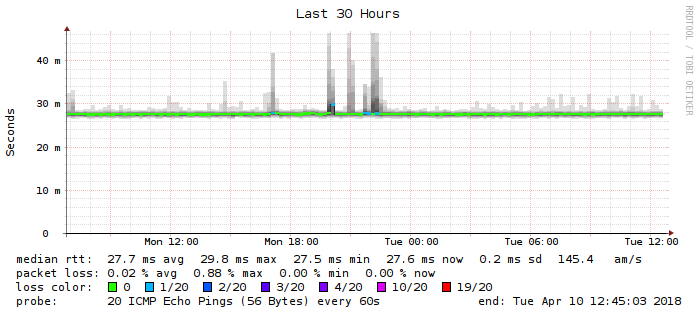 Last 30 Hours
RRDTOOL / TOBI OETIKER
Seconds
40 m
30 m
20 m
10 m
0
Mon 12:00 Mon 18:00 Tue 00:00 Tue 06:00 Tue 12:00
median rtt: 27.7 ms avg 29.8 ms max 27.5 ms min 27.6 ms now 0.2 ms sd 145.4 am/s
packet loss: 0.02 % avg 0.88 % max 0.00 % min 0.00 % now
loss color: 0 1/20 2/20 3/20 4/20 10/20 19/20
probe: 20 ICMP Echo Pings (56 Bytes) every 60s end: Tue Apr 10 12:45:03 2018